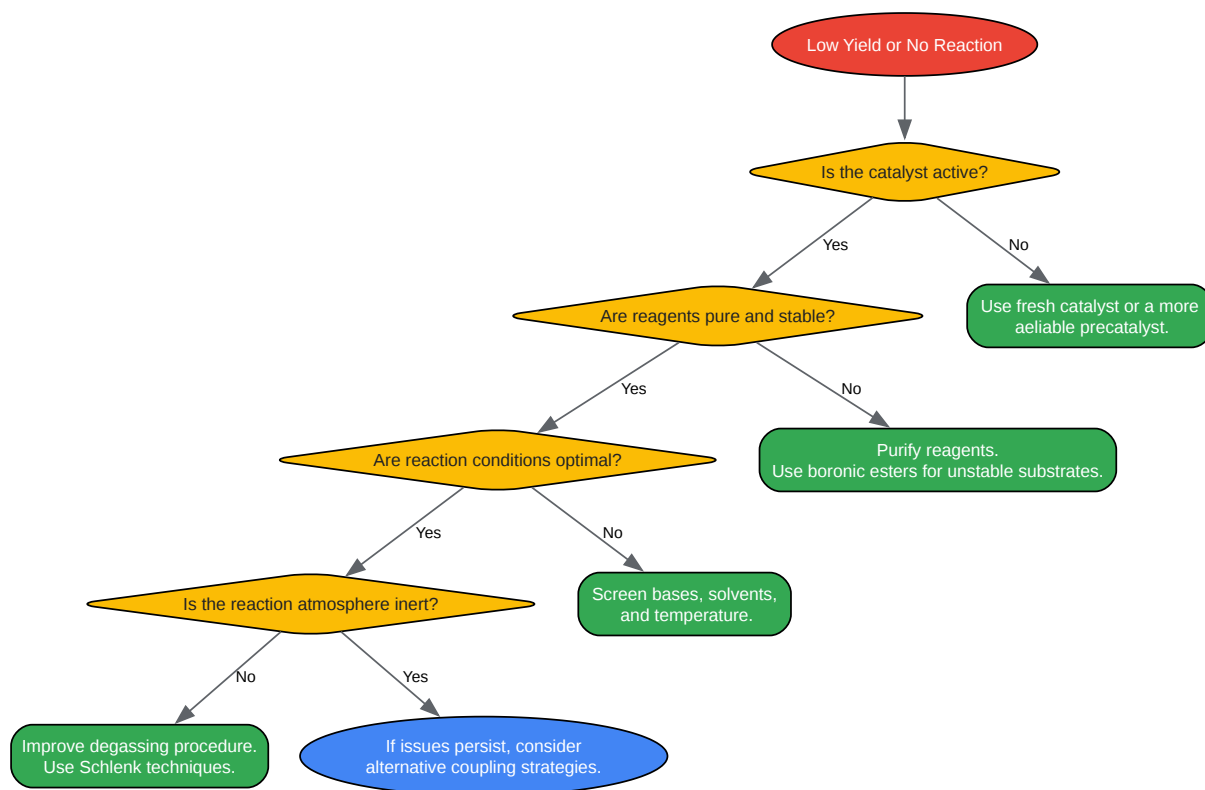 Low Yield or No Reaction
Is the catalyst active?
Yes
No
Use fresh catalyst or a more
aeliable precatalyst.
Are reagents pure and stable?
Yes
No
Purify reagents.
Use boronic esters for unstable substrates.
Are reaction conditions optimal?
Yes
No
Screen bases, solvents,
and temperature.
Is the reaction atmosphere inert?
No
Yes
Improve degassing procedure.
Use Schlenk techniques.
If issues persist, consider
alternative coupling strategies.